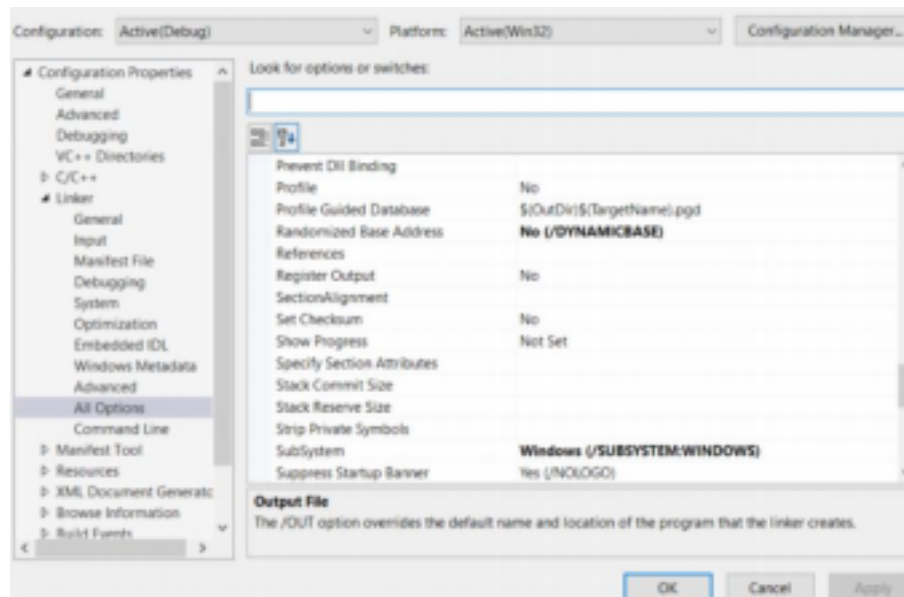 Configuration: Active(Debug) Platform: Active(Win32) Configuration Manager...
Configuration Properties
General
Advanced
Debugging
VC++ Directories
C/C++
Linker
General
Input
Manifest File
Debugging
System
Optimization
Embedded IDL
Windows Metadata
Advanced
All Options
Command Line
Manifest Tool
Resources
XML Document Generatc
Browse Information
Build Events
Look for options or switches:
Prevent Dll Binding
Profile No
Profile Guided Database $(OutDir)$(TargetName).pgd
Randomized Base Address No (/DYNAMICBASE)
References
Register Output No
SectionAlignment
Set Checksum No
Show Progress Not Set
Specify Section Attributes
Stack Commit Size
Stack Reserve Size
Strip Private Symbols
SubSystem Windows (/SUBSYSTEM:WINDOWS)
Suppress Startup Banner Yes (/NOLOGO)
Output File
The /OUT option overrides the default name and location of the program that the linker creates.
OK Cancel Apply